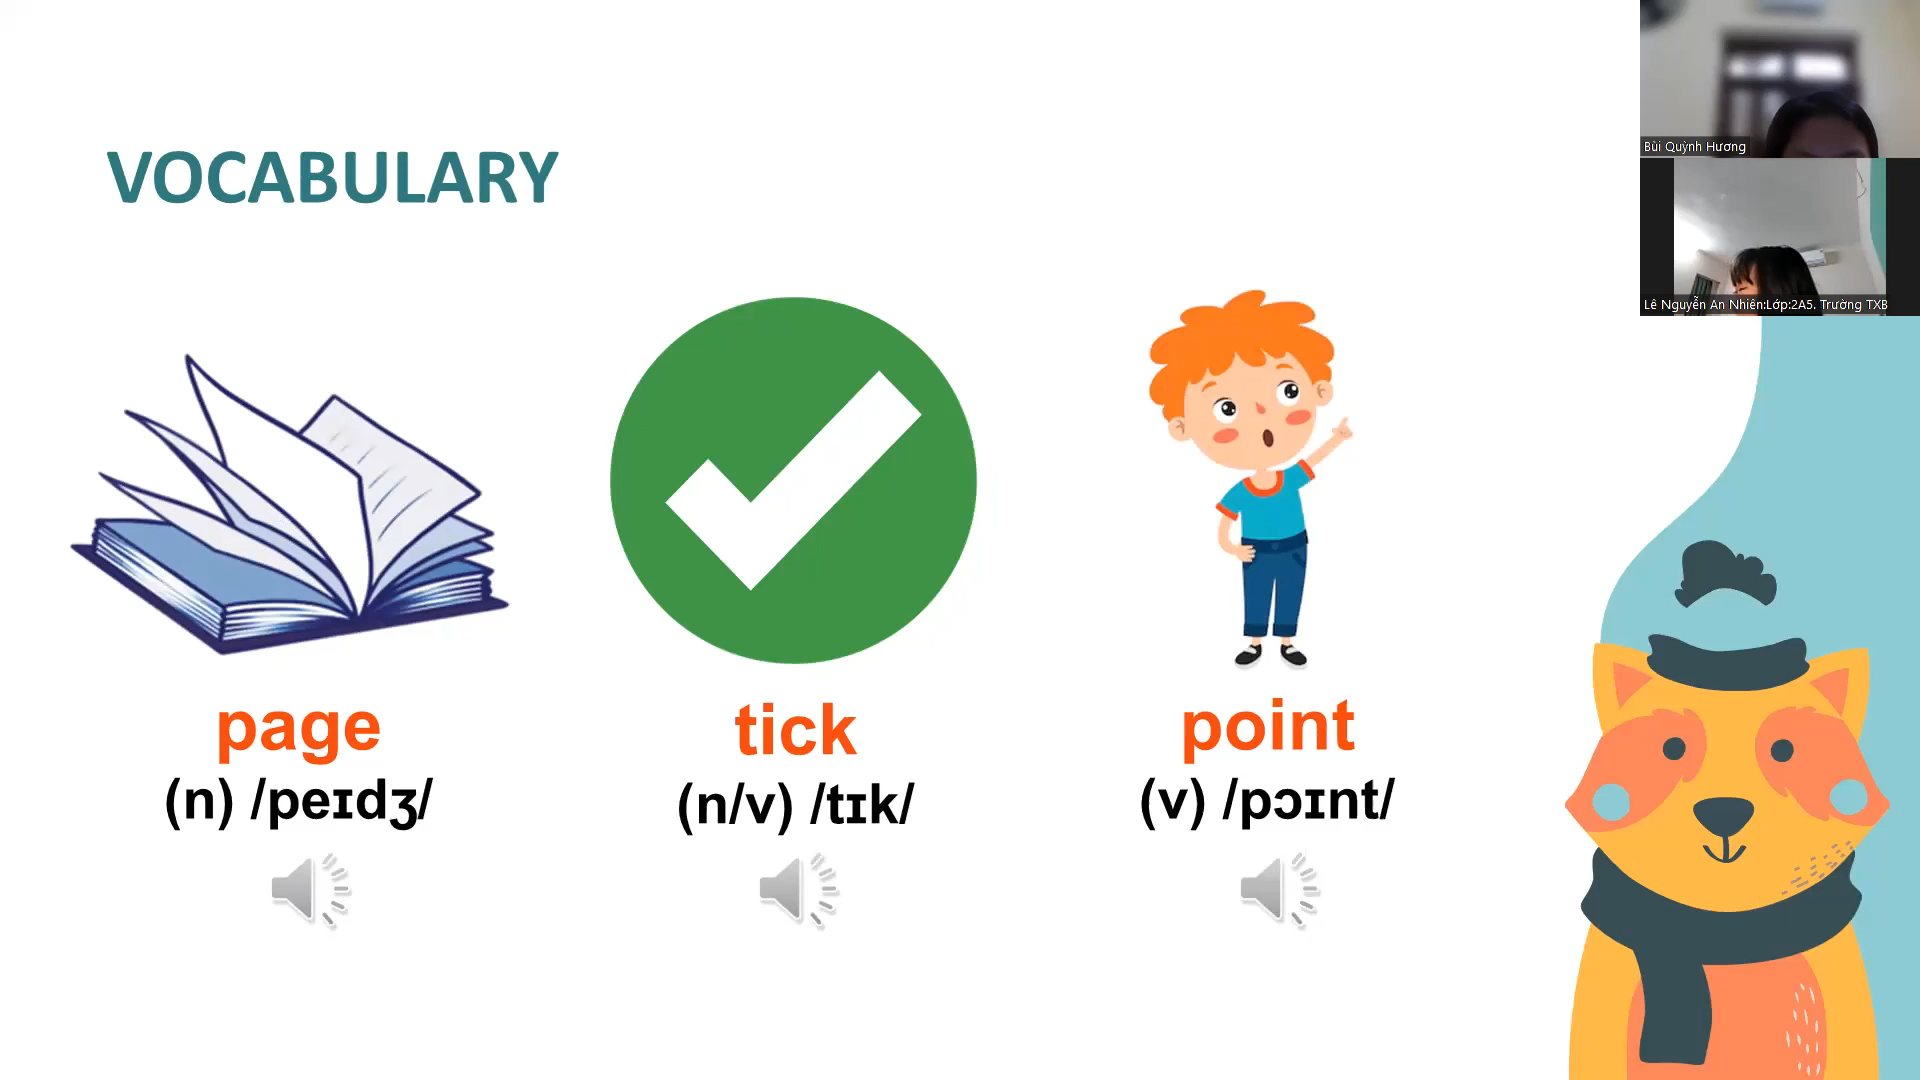 VOCABULARY
page
(n) /peɪdʒ/
tick
(n/v) /tɪk/
point
(v) /pɔɪnt/
Bùi Quỳnh Hương
Lê Nguyễn An Nhiên:Lớp:2A5. Trường TXB